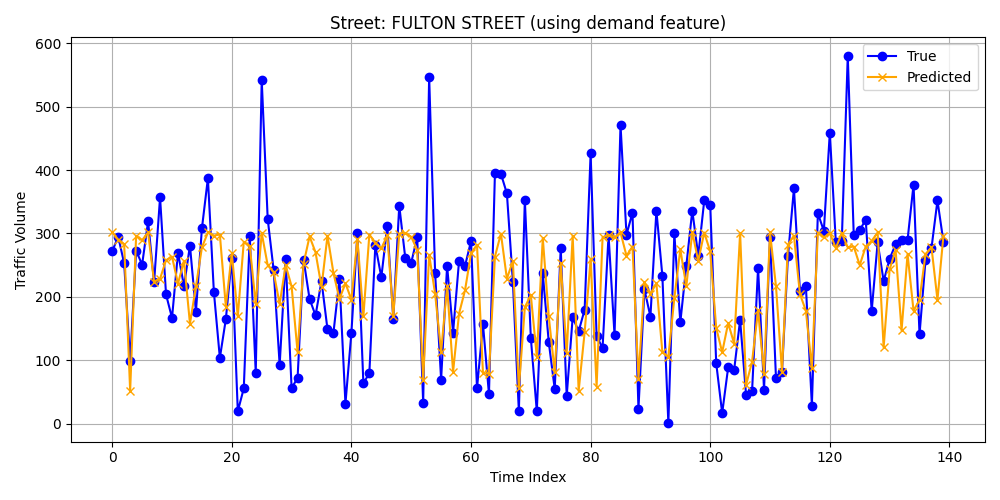 Street: FULTON STREET (using demand feature)
True
Predicted
Traffic Volume
600
500
400
300
200
100
0
0 20 40 60 80 100 120 140
Time Index